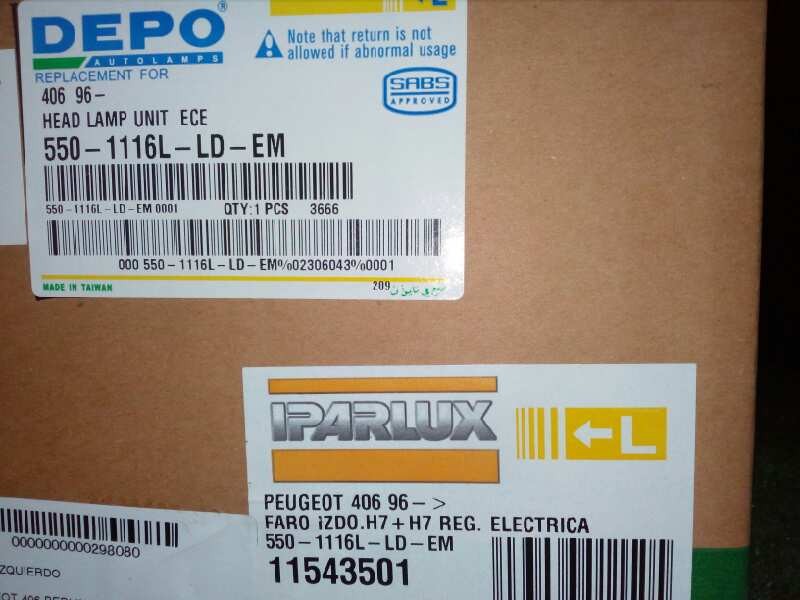 DEPO®
AUTOLAMPS
REPLACEMENT FOR
Note that return is not
allowed if abnormal usage
SABS
APPROVED
406 96-
HEAD LAMP UNIT ECE
550-1116L-LD-EM
550-1116L-LD-EM 0001 QTY:1 PCS 3666
000 550-1116L-LD-EM%02306043%0001
MADE IN TAIWAN
209
IPARLUX
L
PEUGEOT 406 96->
FARO IZDO.H7+H7 REG. ELECTRICA
550-1116L-LD-EM
11543501
0000000000298080
ZQUIERDO